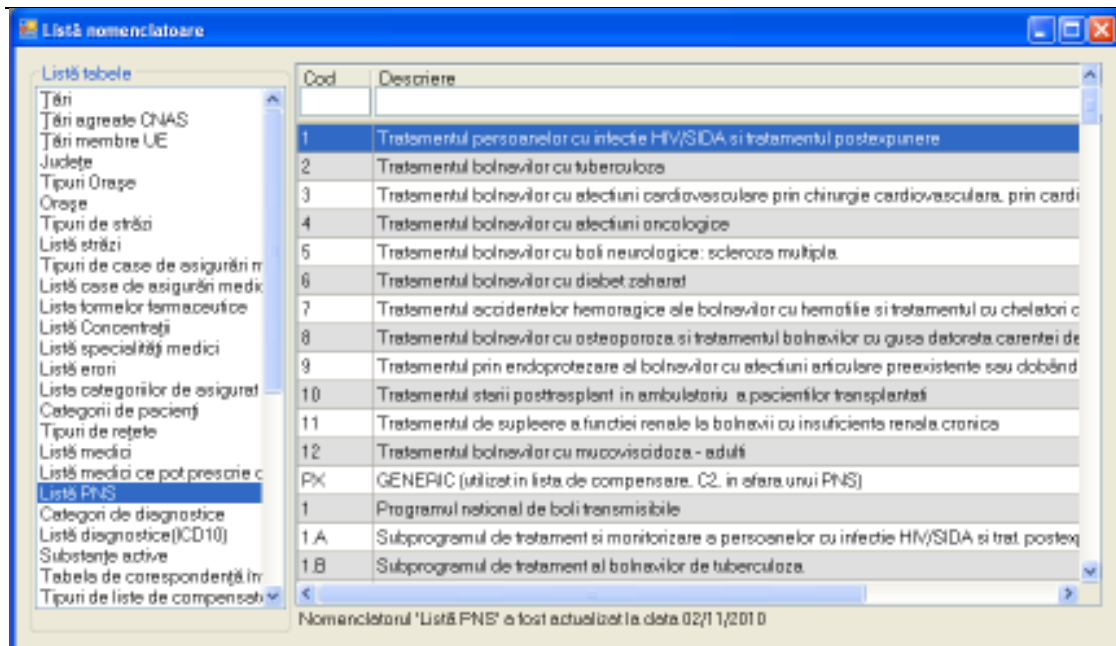 Listă nomenclatoare
Listă tabele
Țări
Țări agreate CNAS
Țări membre UE
Județe
Tipuri Orașe
Orașe
Tipuri de străzi
Listă străzi
Tipuri de case de asigurări m
Listă case de asigurări medic
Lista formelor farmaceutice
Listă Concentrații
Listă specialități medici
Listă erori
Lista categoriilor de asigurat
Categorii de pacienți
Tipuri de rețete
Listă medici
Listă medici ce pot prescrie c
Listă PNS
Categori de diagnostice
Listă diagnostice(ICD10)
Substanțe active
Tabela de corespondență în
Tipuri de liste de compensat
Cod Descriere
1 Tratamentul persoanelor cu infectie HIV/SIDA si tratamentul postexpunere
2 Tratamentul bolnavilor cu tuberculoza
3 Tratamentul bolnavilor cu afectiuni cardiovasculare prin chirurgie cardiovasculara, prin cardi
4 Tratamentul bolnavilor cu afectiuni oncologice
5 Tratamentul bolnavilor cu boli neurologice: scleroza multipla
6 Tratamentul bolnavilor cu diabet zaharat
7 Tratamentul accidentelor hemoragice ale bolnavilor cu hemofilie si tratamentul cu chelatori c
8 Tratamentul bolnavilor cu osteoporoza si tratamentul bolnavilor cu gusa datorata carentei de
9 Tratamentul prin endoprotezare al bolnavilor cu afectiuni articulare preexistente sau dobând
10 Tratamentul starii posttrasplant in ambulatoriu a pacientilor transplantati
11 Tratamentul de supleere a functiei renale la bolnavii cu insuficienta renala cronica
12 Tratamentul bolnavilor cu mucoviscidoza - adulti
PX GENERIC (utilizat in lista de compensare, C2, in afara unui PNS)
1 Programul national de boli transmisibile
1.A Subprogramul de tratament si monitorizare a persoanelor cu infectie HIV/SIDA si trat. postexp
1.B Subprogramul de tratament al bolnavilor de tuberculoza
Nomenclatorul 'Listă PNS' a fost actualizat la data 02/11/2010